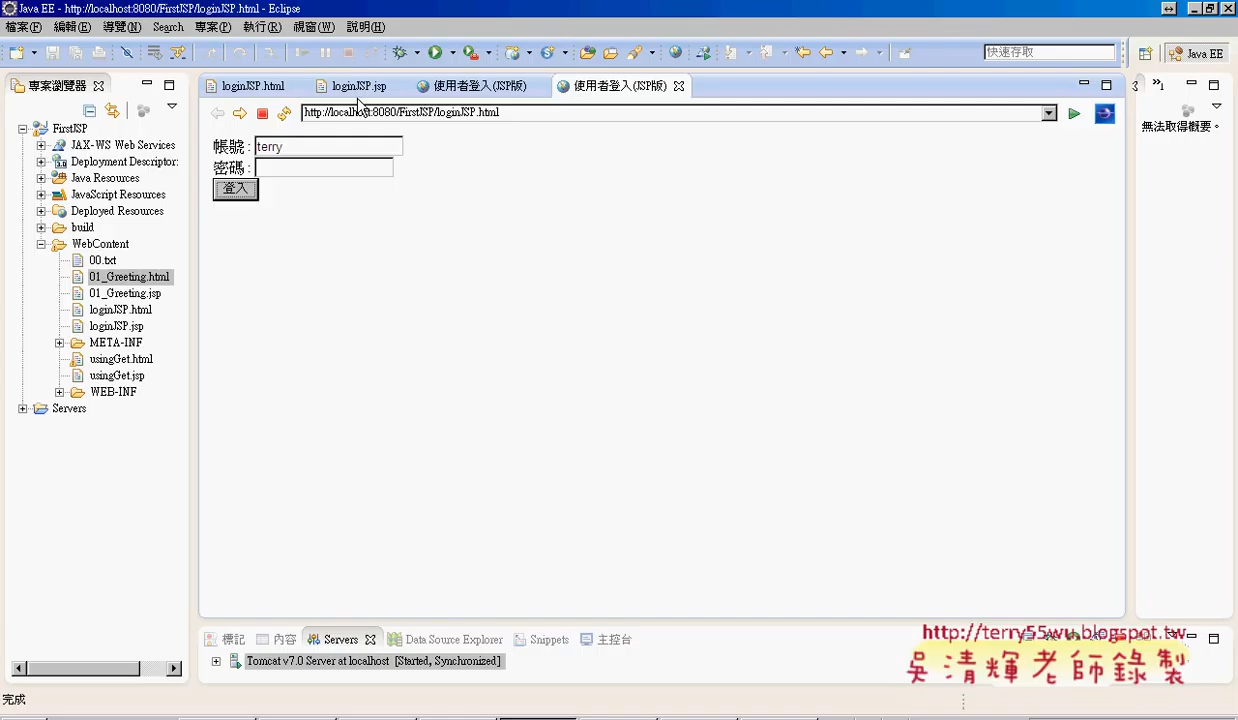 Java EE - http://localhost:8080/FirstJSP/loginJSP.html - Eclipse
檔案(F) 編輯(E) 導覽(N) Search 專案(P) 執行(R) 視窗(W) 說明(H)
快速存取 Java EE
專案瀏覽器
loginJSP.html loginJSP.jsp 使用者登入(JSP版) 使用者登入(JSP版)
http://localhost:8080/FirstJSP/loginJSP.html
無法取得概要。
帳號 : terry
密碼 :
登入
FirstJSP
JAX-WS Web Services
Deployment Descriptor:
Java Resources
JavaScript Resources
Deployed Resources
build
WebContent
00.txt
01_Greeting.html
01_Greeting.jsp
loginJSP.html
loginJSP.jsp
META-INF
usingGet.html
usingGet.jsp
WEB-INF
Servers
標記 內容 Servers Data Source Explorer Snippets 主控台
Tomcat v7.0 Server at localhost [Started, Synchronized]
http://terry55wu.blogspot.tw
吳清輝老師錄製
完成